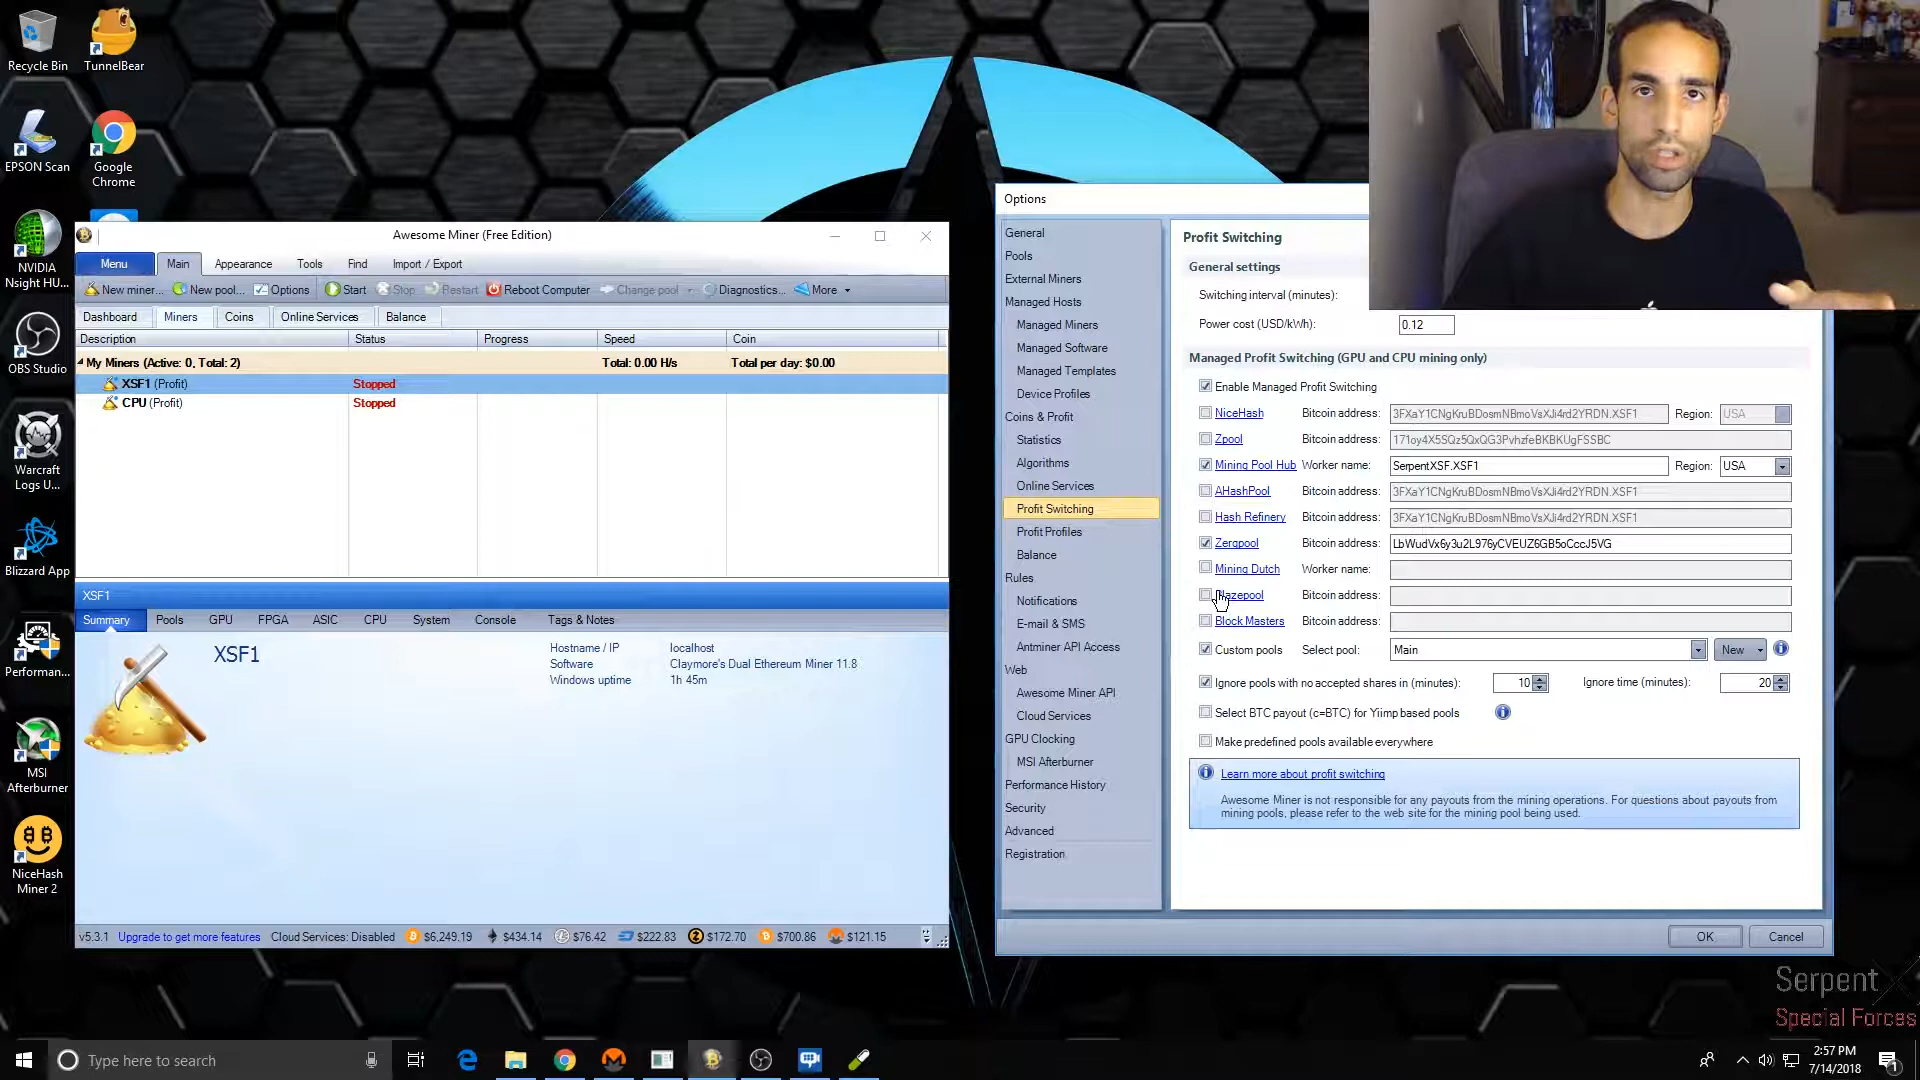 Recycle Bin
TunnelBear
EPSON Scan
Google
Chrome
NVIDIA
Nsight HU...
OBS Studio
Warcraft
Logs U...
Blizzard App
Performan...
MSI
Afterburner
NiceHash
Miner 2
Awesome Miner (Free Edition)
Menu Main Appearance Tools Find Import / Export
New miner... New pool... Options Start Stop Restart Reboot Computer Change pool Diagnostics... More
Dashboard Miners Coins Online Services Balance
Description Status Progress Speed Coin
My Miners (Active: 0, Total: 2) Total: 0.00 H/s Total per day: $0.00
XSF1 (Profit) Stopped
CPU (Profit) Stopped
XSF1
Summary Pools GPU FPGA ASIC CPU System Console Tags & Notes
XSF1
Hostname / IP localhost
Software Claymore's Dual Ethereum Miner 11.8
Windows uptime 1h 45m
v5.3.1 Upgrade to get more features Cloud Services: Disabled $6,249.19 $434.14 $76.42 $222.83 $172.70 $700.86 $121.15
Options
General
Pools
External Miners
Managed Hosts
Managed Miners
Managed Software
Managed Templates
Device Profiles
Coins & Profit
Statistics
Algorithms
Online Services
Profit Switching
Profit Profiles
Balance
Rules
Notifications
E-mail & SMS
Antminer API Access
Web
Awesome Miner API
Cloud Services
GPU Clocking
MSI Afterburner
Performance History
Security
Advanced
Registration
Profit Switching
General settings
Switching interval (minutes):
Power cost (USD/kWh): 0.12
Managed Profit Switching (GPU and CPU mining only)
Enable Managed Profit Switching
NiceHash Bitcoin address: 3FXaY1CNgKruBDosmNBmoVsXJi4rd2YRDN.XSF1 Region: USA
Zpool Bitcoin address: 171oy4X5SQz5QxQG3PvhzfeBKBKUgFSSBC
Mining Pool Hub Worker name: SerpentXSF.XSF1 Region: USA
AHashPool Bitcoin address: 3FXaY1CNgKruBDosmNBmoVsXJi4rd2YRDN.XSF1
Hash Refinery Bitcoin address: 3FXaY1CNgKruBDosmNBmoVsXJi4rd2YRDN.XSF1
Zergpool Bitcoin address: LbWudVx6y3u2L976yCVEUZ6GB5oCccJ5VG
Mining Dutch Worker name:
Blazepool Bitcoin address:
Block Masters Bitcoin address:
Custom pools Select pool: Main New
Ignore pools with no accepted shares in (minutes): 10 Ignore time (minutes): 20
Select BTC payout (c=BTC) for Yiimp based pools
Make predefined pools available everywhere
Learn more about profit switching
Awesome Miner is not responsible for any payouts from the mining operations. For questions about payouts from
mining pools, please refer to the web site for the mining pool being used.
OK Cancel
Serpent X
Special Forces
Type here to search
2:57 PM
7/14/2018
1